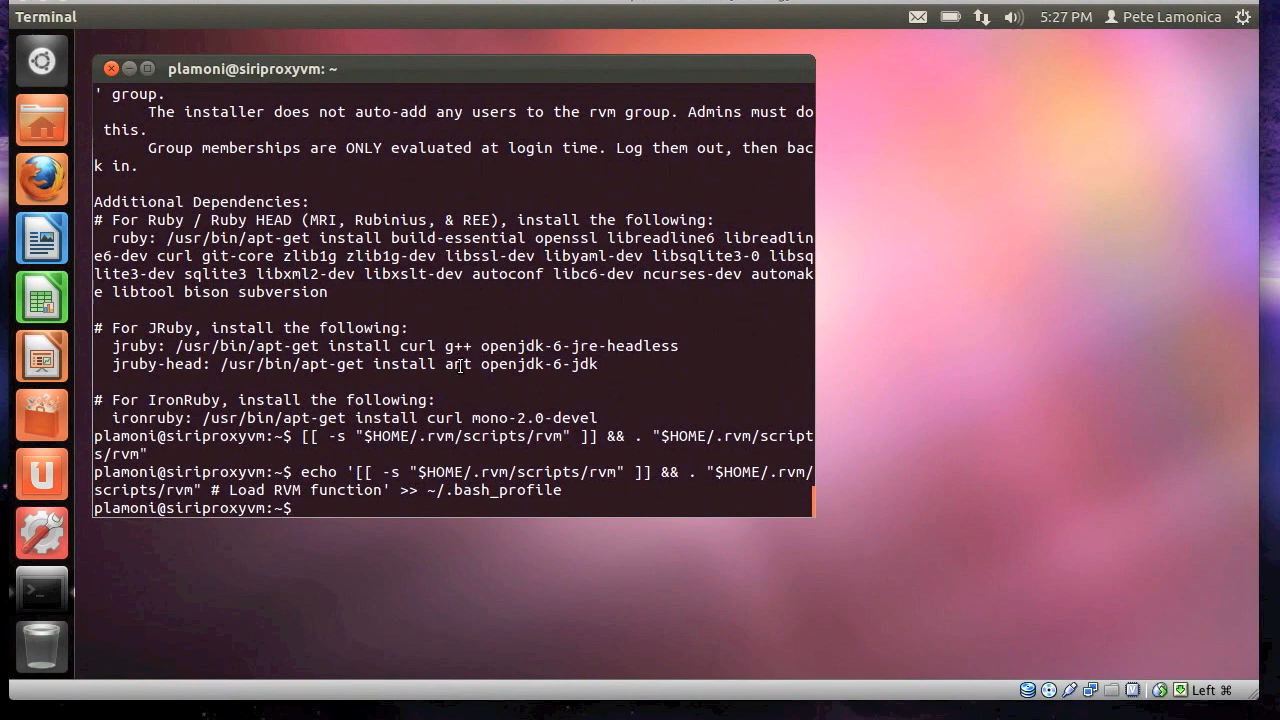 Terminal
5:27 PM Pete Lamonica
plamoni@siriproxyvm: ~
' group.
The installer does not auto-add any users to the rvm group. Admins must do
this.
Group memberships are ONLY evaluated at login time. Log them out, then bac
k in.
Additional Dependencies:
# For Ruby / Ruby HEAD (MRI, Rubinius, & REE), install the following:
ruby: /usr/bin/apt-get install build-essential openssl libreadline6 libreadlin
e6-dev curl git-core zlib1g zlib1g-dev libssl-dev libyaml-dev libsqlite3-0 libsq
lite3-dev sqlite3 libxml2-dev libxslt-dev autoconf libc6-dev ncurses-dev automak
e libtool bison subversion
# For JRuby, install the following:
jruby: /usr/bin/apt-get install curl g++ openjdk-6-jre-headless
jruby-head: /usr/bin/apt-get install ant openjdk-6-jdk
# For IronRuby, install the following:
ironruby: /usr/bin/apt-get install curl mono-2.0-devel
plamoni@siriproxyvm:~$ [[ -s "$HOME/.rvm/scripts/rvm" ]] && . "$HOME/.rvm/script
s/rvm"
plamoni@siriproxyvm:~$ echo '[[ -s "$HOME/.rvm/scripts/rvm" ]] && . "$HOME/.rvm/
scripts/rvm" # Load RVM function' >> ~/.bash_profile
plamoni@siriproxyvm:~$
Left ⌘